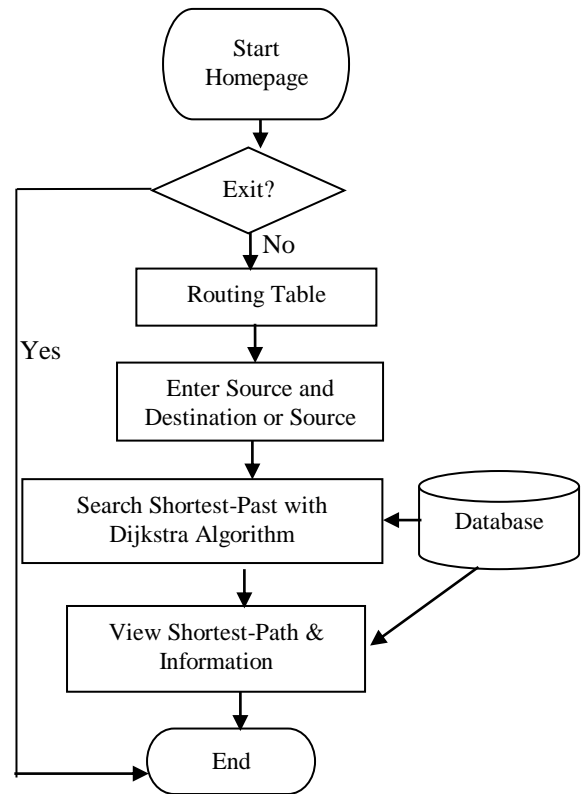 Start
Homepage
Exit?
No
Routing Table
Yes
Enter Source and
Destination or Source
Search Shortest-Past with
Dijkstra Algorithm
Database
View Shortest-Path &
Information
End